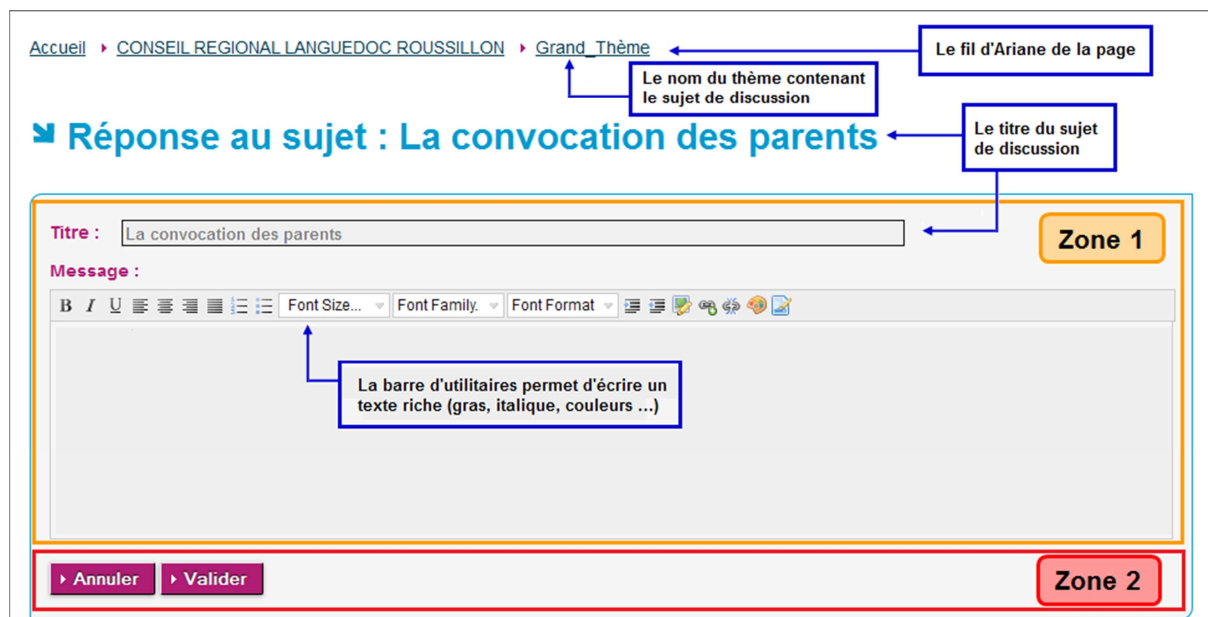 Accueil CONSEIL REGIONAL LANGUEDOC ROUSSILLON Grand_Thème
Le fil d'Ariane de la page
Le nom du thème contenant
le sujet de discussion
Réponse au sujet : La convocation des parents
Le titre du sujet
de discussion
Titre : La convocation des parents
Zone 1
Message :
B I U Font Size... Font Family. Font Format
La barre d'utilitaires permet d'écrire un
texte riche (gras, italique, couleurs ...)
Annuler Valider
Zone 2